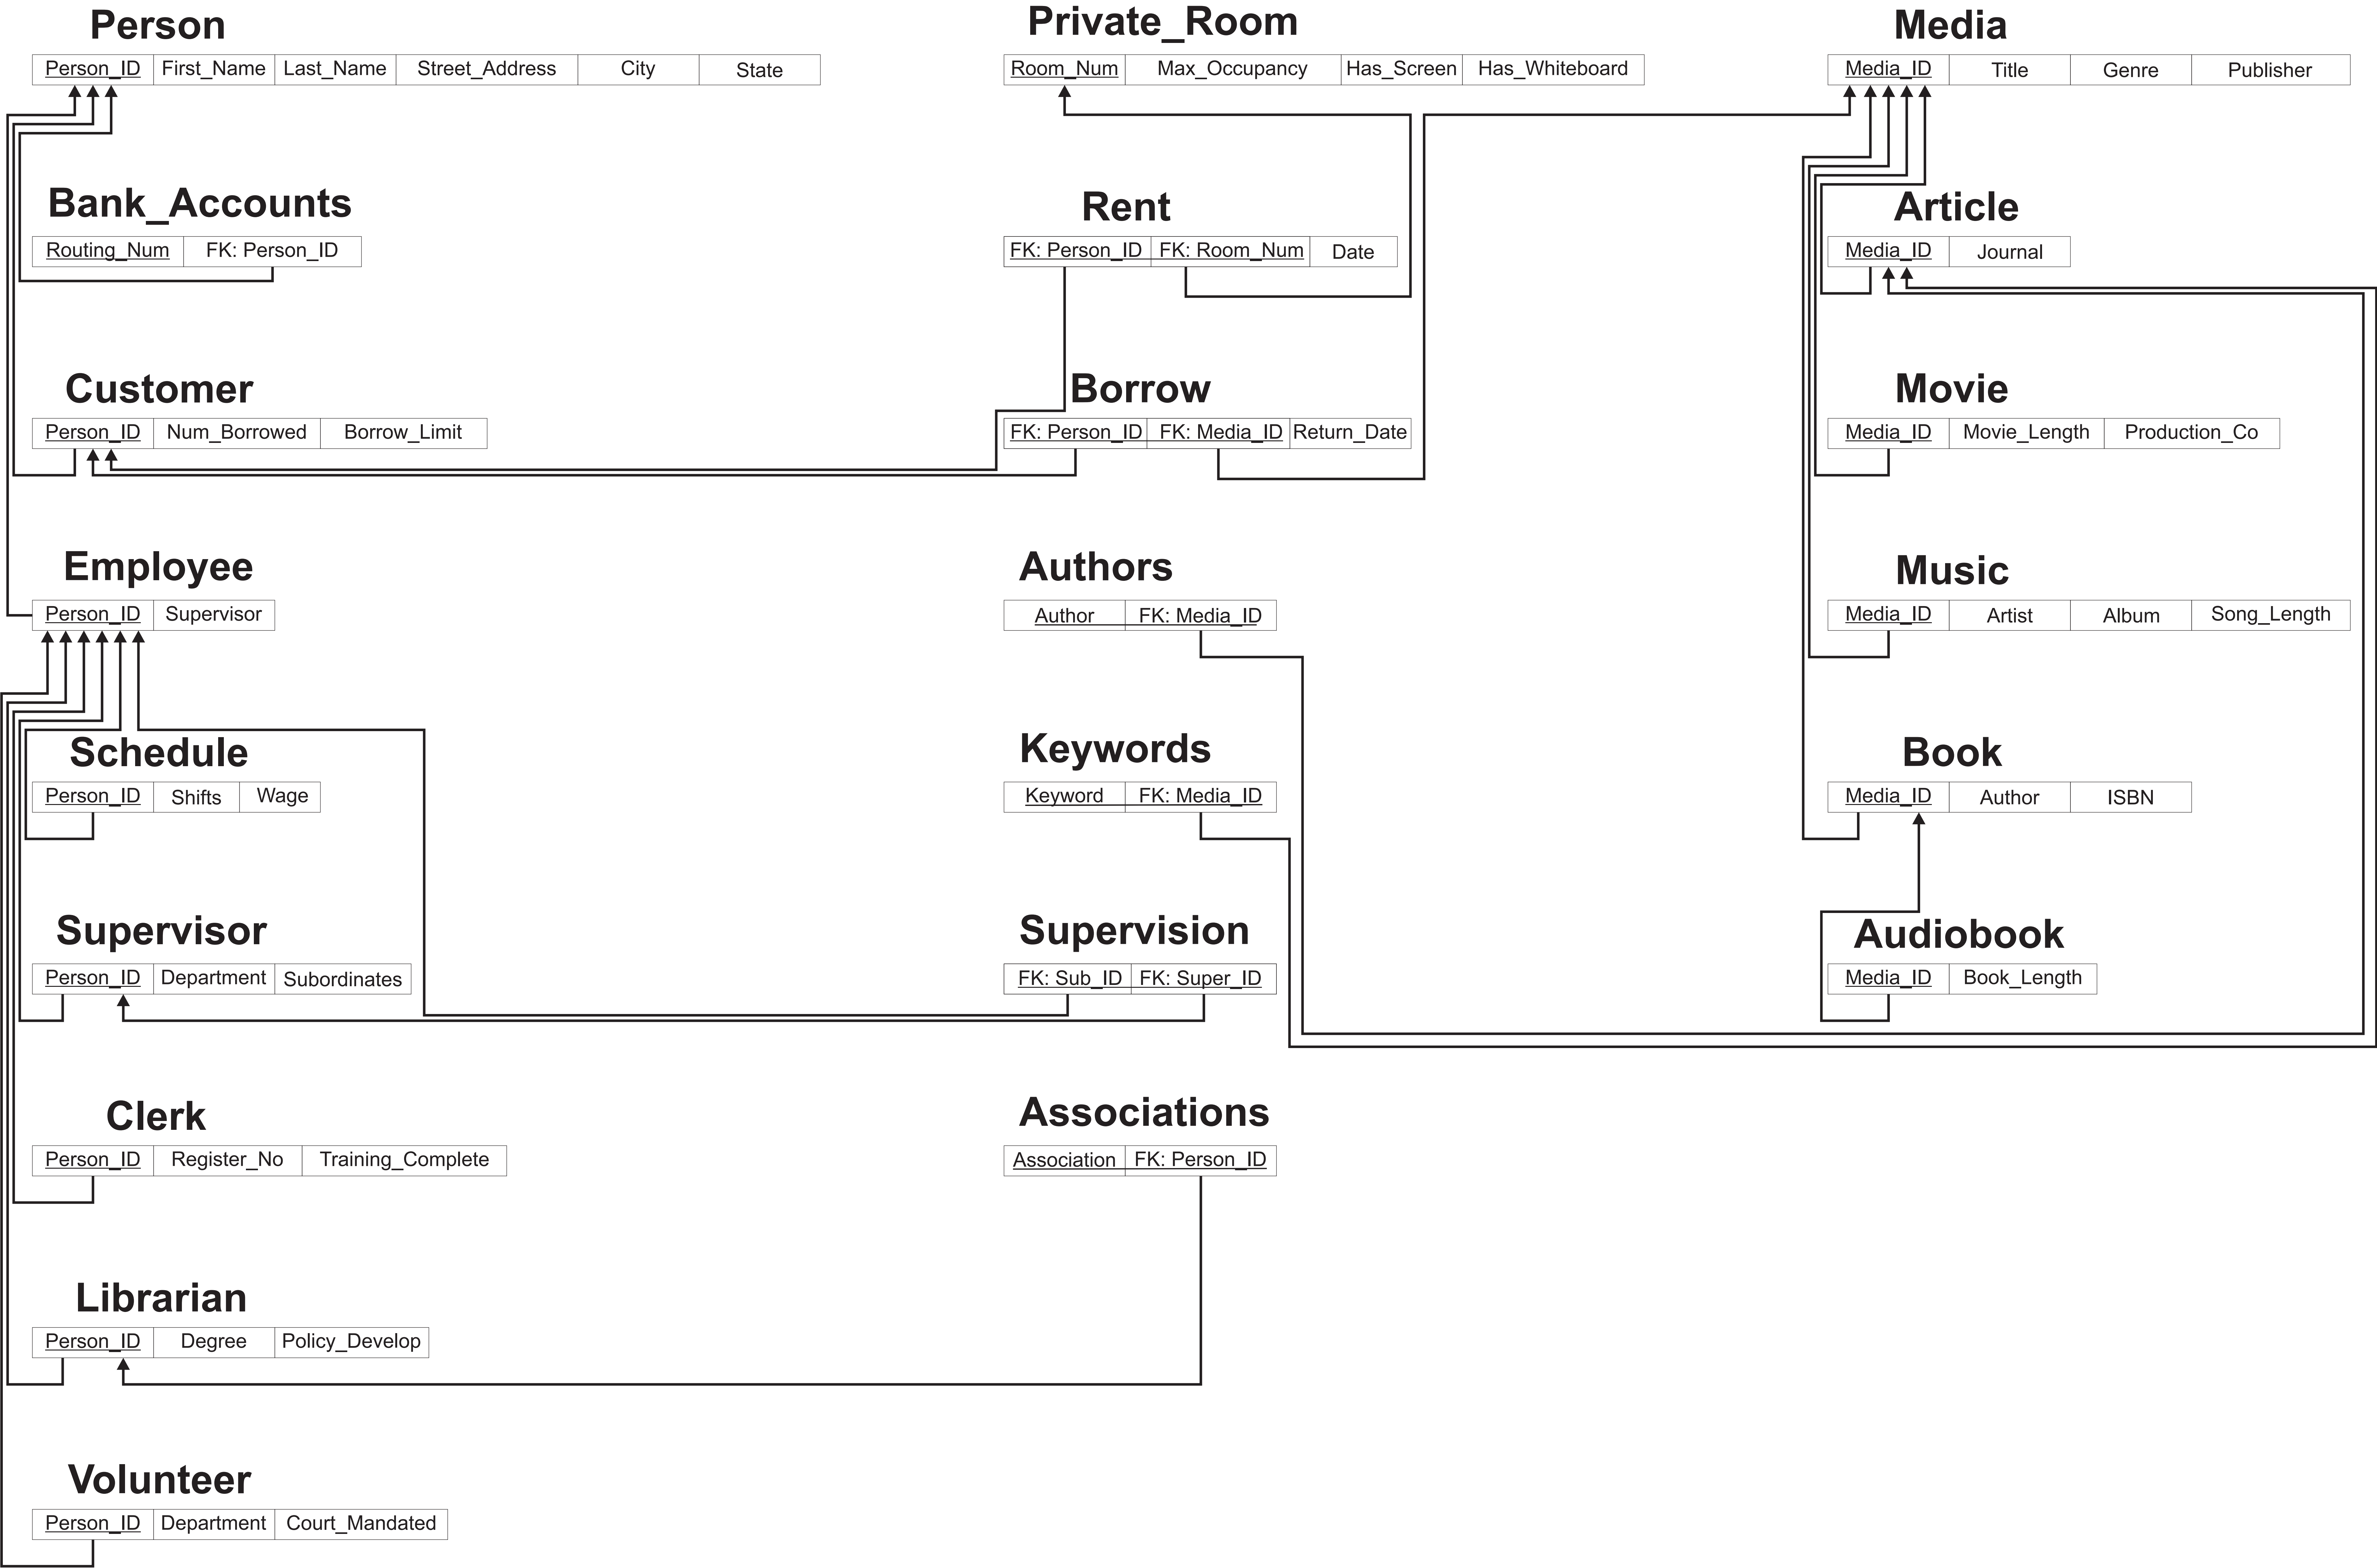 Person
Private_Room
Media
Person_ID First_Name Last_Name Street_Address City State
Room_Num Max_Occupancy Has_Screen Has_Whiteboard
Media_ID Title Genre Publisher
Bank_Accounts
Rent
Article
Routing_Num FK: Person_ID
FK: Person_ID FK: Room_Num Date
Media_ID Journal
Customer
Borrow
Movie
Person_ID Num_Borrowed Borrow_Limit
FK: Person_ID FK: Media_ID Return_Date
Media_ID Movie_Length Production_Co
Employee
Authors
Music
Person_ID Supervisor
Author FK: Media_ID
Media_ID Artist Album Song_Length
Schedule
Keywords
Book
Person_ID Shifts Wage
Keyword FK: Media_ID
Media_ID Author ISBN
Supervisor
Supervision
Audiobook
Person_ID Department Subordinates
FK: Sub_ID FK: Super_ID
Media_ID Book_Length
Clerk
Associations
Person_ID Register_No Training_Complete
Association FK: Person_ID
Librarian
Person_ID Degree Policy_Develop
Volunteer
Person_ID Department Court_Mandated